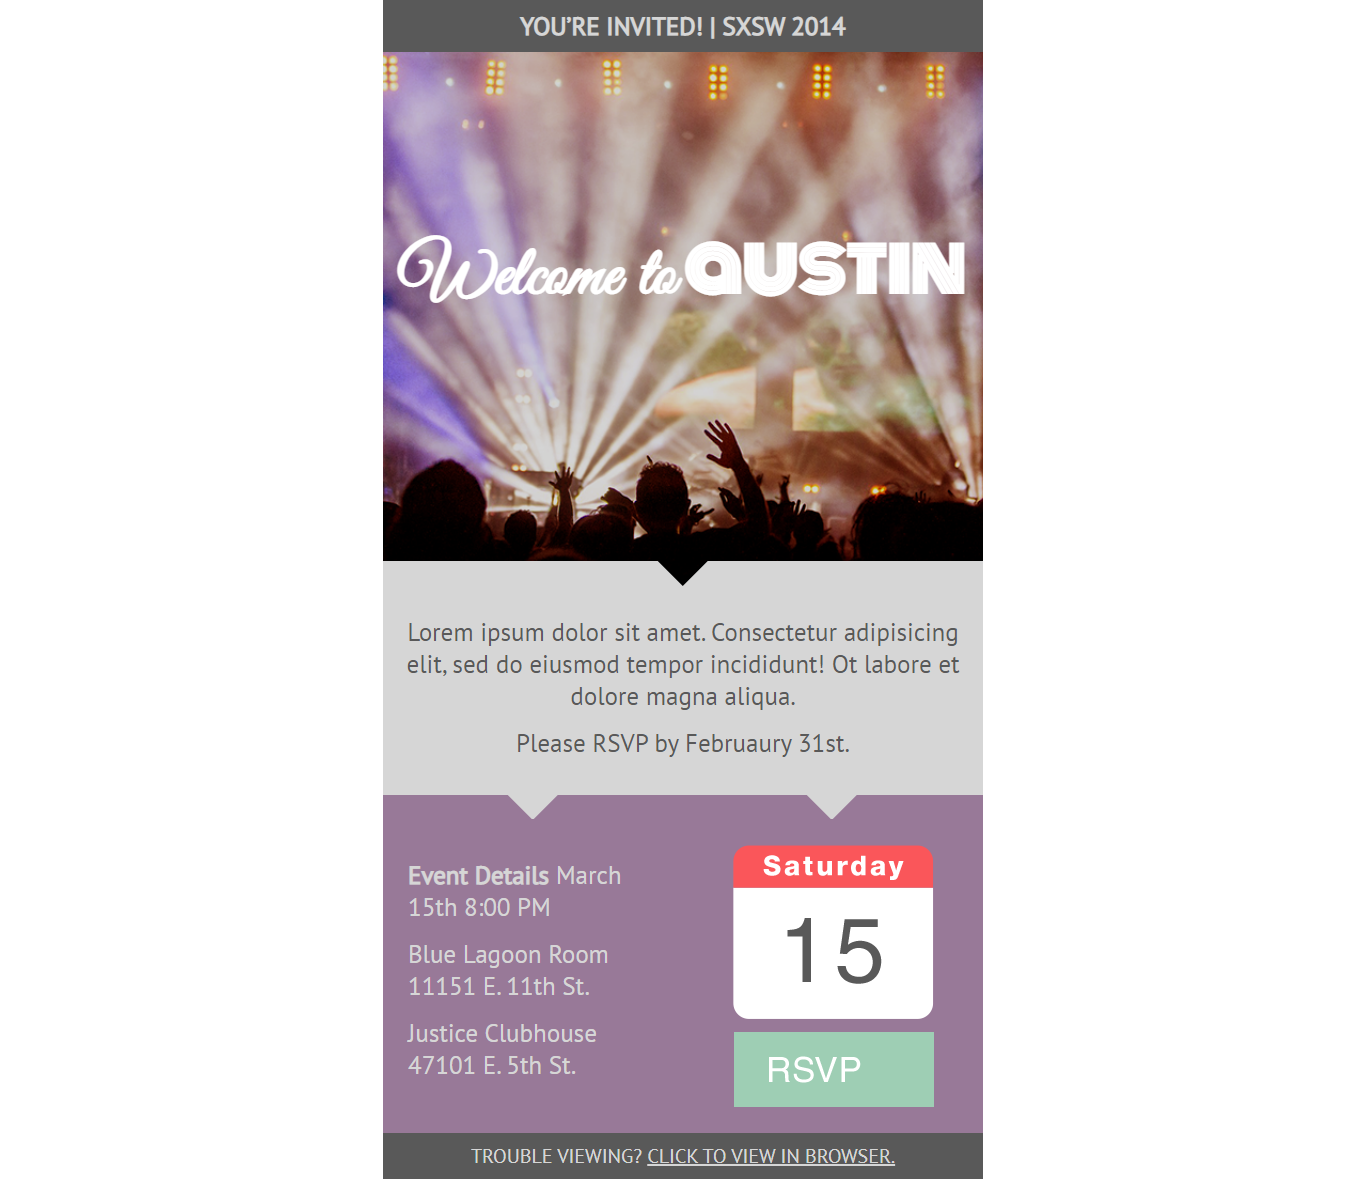 YOU’RE INVITED! | SXSW 2014
Welcome to AUSTIN
Lorem ipsum dolor sit amet. Consectetur adipisicing
elit, sed do eiusmod tempor incididunt! Ot labore et
dolore magna aliqua.
Please RSVP by Februaury 31st.
Event Details March
15th 8:00 PM
Blue Lagoon Room
11151 E. 11th St.
Justice Clubhouse
47101 E. 5th St.
Saturday
15
RSVP
TROUBLE VIEWING? CLICK TO VIEW IN BROWSER.